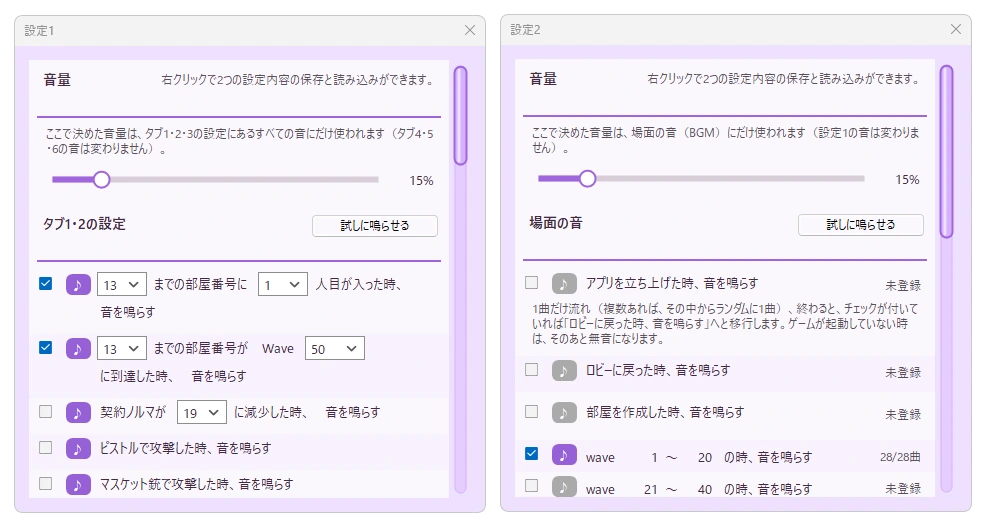 設定1
音量
右クリックで2つの設定内容の保存と読み込みができます。
ここで決めた音量は、タブ1・2・3の設定にあるすべての音にだけ使われます（タブ4・5
・6の音は変わりません）。
15%
タブ1・2の設定
試しに鳴らせる
♪ 13 までの部屋番号に 1 人目が入った時、
音を鳴らす
♪ 13 までの部屋番号が Wave 50
に到達した時、 音を鳴らす
♪ 契約ノルマが 19 に減少した時、 音を鳴らす
♪ ピストルで攻撃した時、音を鳴らす
♪ マスケット銃で攻撃した時、音を鳴らす
設定2
音量
右クリックで2つの設定内容の保存と読み込みができます。
ここで決めた音量は、場面の音（BGM）にだけ使われます（設定1の音は変わりま
せん）。
15%
場面の音
試しに鳴らせる
♪ アプリを立ち上げた時、音を鳴らす 未登録
1曲だけ流れ（複数あれば、その中からランダムに1曲）、終わると、チェックが付いて
いれば「ロビーに戻った時、音を鳴らす」へと移行します。ゲームが起動していない時
は、そのあと無音になります。
♪ ロビーに戻った時、音を鳴らす 未登録
♪ 部屋を作成した時、音を鳴らす 未登録
♪ wave 1 ～ 20 の時、音を鳴らす 28/28曲
♪ wave 21 ～ 40 の時、音を鳴らす 未登録